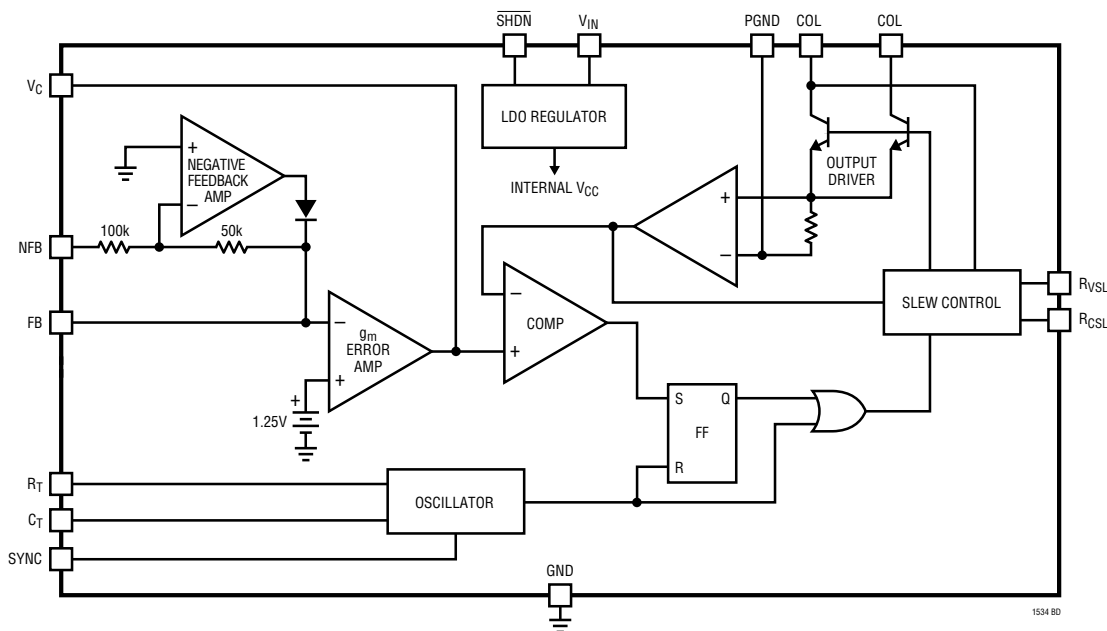 SHDN
VIN
PGND
COL
COL
VC
LDO REGULATOR
+
NEGATIVE
FEEDBACK
AMP
−
INTERNAL VCC
OUTPUT
DRIVER
+
−
NFB
100k
50k
SLEW CONTROL
RVSL
RCSL
FB
−
gm
ERROR
AMP
+
−
COMP
+
+
1.25V
S
Q
FF
R
RT
OSCILLATOR
CT
SYNC
GND
1534 BD